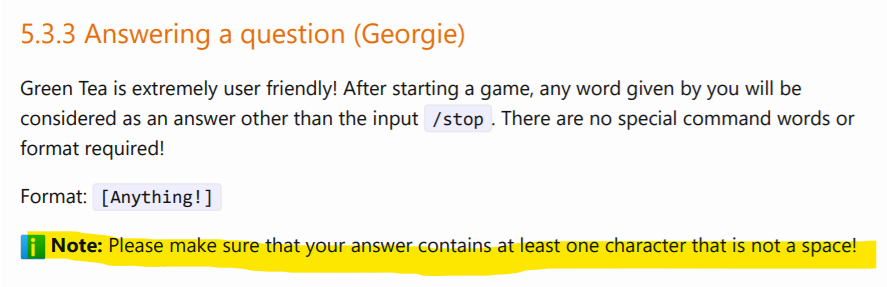 5.3.3 Answering a question (Georgie)
Green Tea is extremely user friendly! After starting a game, any word given by you will be
considered as an answer other than the input /stop . There are no special command words or
format required!
Format: [Anything!]
i Note: Please make sure that your answer contains at least one character that is not a space!